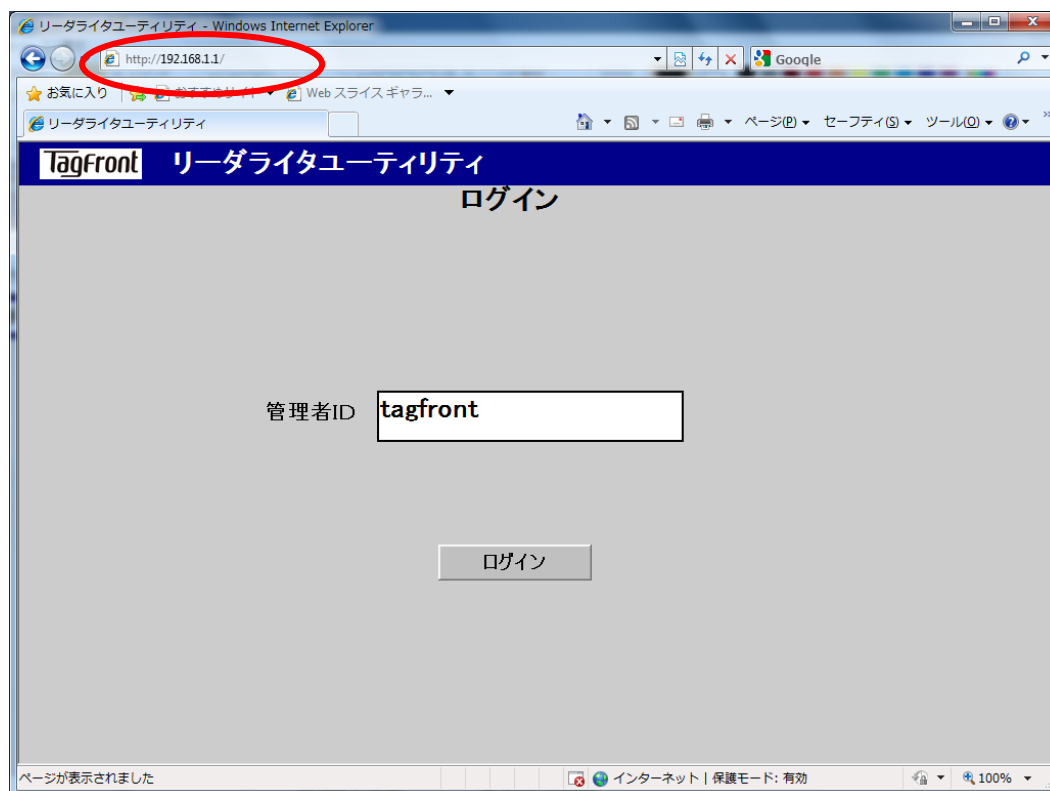 リーダライタユーティリティ - Windows Internet Explorer
http://192.168.1.1/
Google
お気に入り Web スライス ギャラ...
リーダライタユーティリティ
ページ(P) セーフティ(S) ツール(O)
TagFront リーダライタユーティリティ
ログイン
管理者ID tagfront
ログイン
ページが表示されました インターネット | 保護モード: 有効 100%